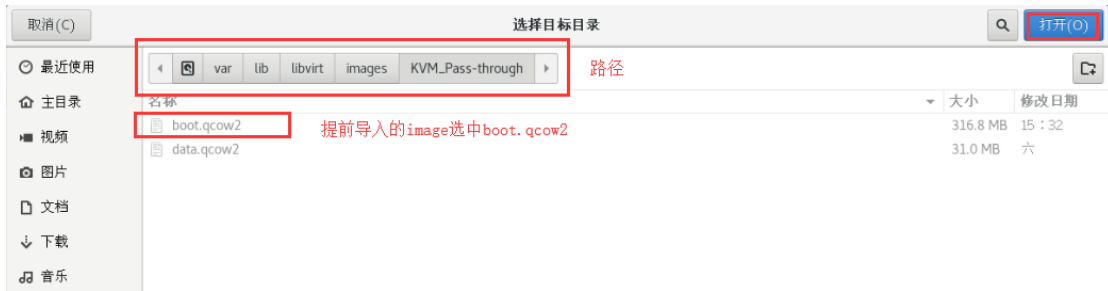 取消(C) 选择目标目录 打开(O)
最近使用 var lib libvirt images KVM_Pass-through 路径
主目录 名称 大小 修改日期
boot.qcow2 提前导入的image选中boot.qcow2 316.8 MB 15：32
视频
data.qcow2 31.0 MB 六
图片
文档
下载
音乐